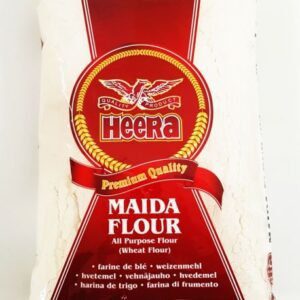 QUALITY PRODUCT
HEERA
Premium Quality
MAIDA
FLOUR
All Purpose Flour
(Wheat Flour)
• farine de blé • weizenmehl
• hvetemel • vehnäjauho • hvedemel
• harina de trigo • farina di frumento